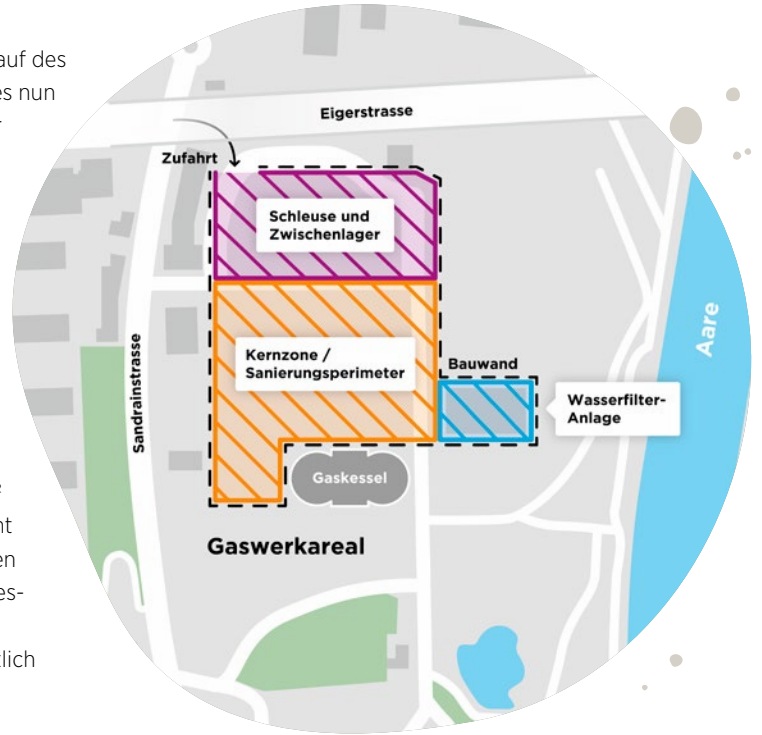 auf des
es nun
Eigerstrasse
Zufahrt
Schleuse und
Zwischenlager
Kernzone /
Sanierungsperimeter
Bauwand
Wasserfilter-
Anlage
Aare
Sandrainstrasse
Gaskessel
Gaswerkareal
nt
en
es-
lich